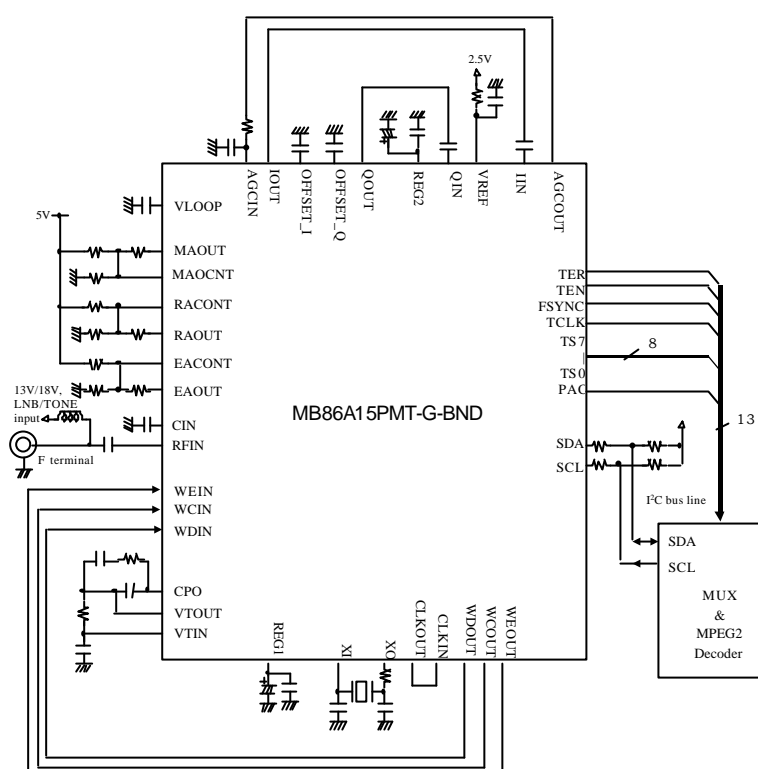 2.5V
AGCIN
IOUT
OFFSET_I
OFFSET_Q
QOUT
REG2
QIN
VREF
IIN
AGCOUT
5V
VLOOP
MAOUT
MAOCNT
RACONT
RAOUT
EACONT
EAOUT
13V/18V,
LNB/TONE
input
CIN
RFIN
F terminal
WEIN
WCIN
WDIN
CPO
VTOUT
VTIN
MB86A15PMT-G-BND
TER
TEN
FSYNC
TCLK
TS7
|
TS0
PAC
8
13
SDA
SCL
I²C bus line
SDA
SCL
MUX
&
MPEG2
Decoder
REG1
XI
XO
CLKOUT
CLKIN
WDOUT
WCOUT
WEOUT